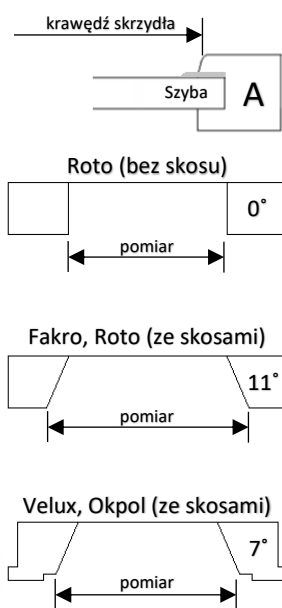 krawędź skrzydła
Szyba
A
Roto (bez skosu)
0˚
pomiar
Fakro, Roto (ze skosami)
11˚
pomiar
Velux, Okpol (ze skosami)
7˚
pomiar